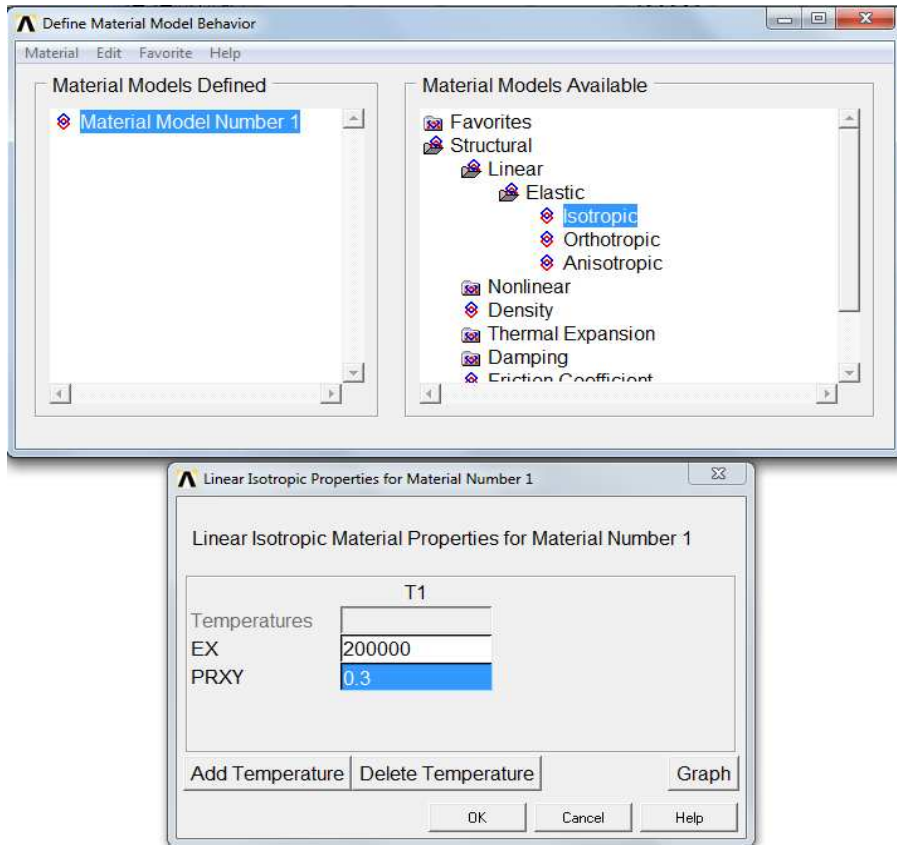 Define Material Model Behavior
Material Edit Favorite Help
Material Models Defined
Material Model Number 1
Material Models Available
Favorites
Structural
Linear
Elastic
Isotropic
Orthotropic
Anisotropic
Nonlinear
Density
Thermal Expansion
Damping
Friction Coefficient
Linear Isotropic Properties for Material Number 1
Linear Isotropic Material Properties for Material Number 1
T1
Temperatures
EX 200000
PRXY 0.3
Add Temperature Delete Temperature Graph
OK Cancel Help